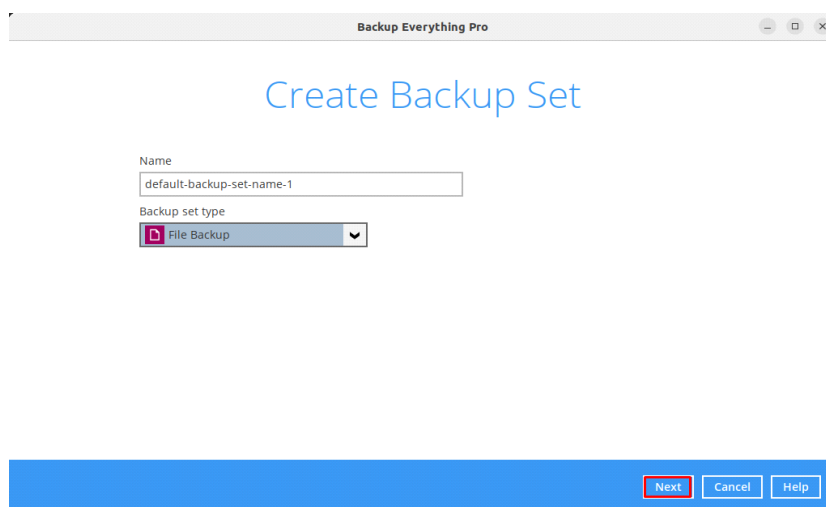 Backup Everything Pro
Create Backup Set
Name
default-backup-set-name-1
Backup set type
File Backup
Next Cancel Help